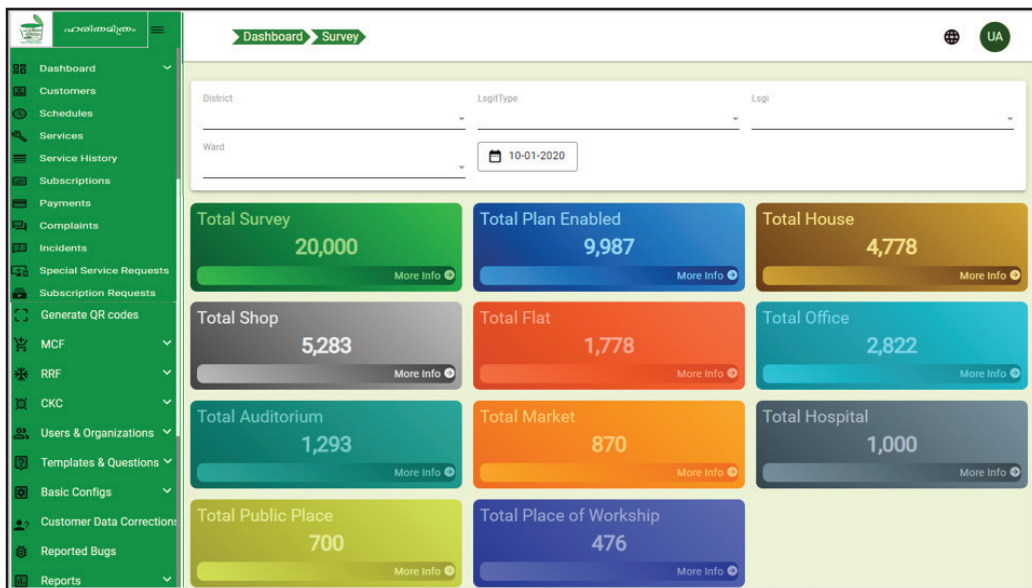 ഹരിതമിത്രം
Dashboard Survey
UA
Dashboard
Customers
Schedules
Services
Service History
Subscriptions
Payments
Complaints
Incidents
Special Service Requests
Subscription Requests
Generate QR codes
MCF
RRF
CKC
Users & Organizations
Templates & Questions
Basic Configs
Customer Data Corrections
Reported Bugs
Reports
District LsgitType Lsgi
Ward 10-01-2020
Total Survey
20,000
More Info
Total Plan Enabled
9,987
More Info
Total House
4,778
More Info
Total Shop
5,283
More Info
Total Flat
1,778
More Info
Total Office
2,822
More Info
Total Auditorium
1,293
More Info
Total Market
870
More Info
Total Hospital
1,000
More Info
Total Public Place
700
More Info
Total Place of Workship
476
More Info